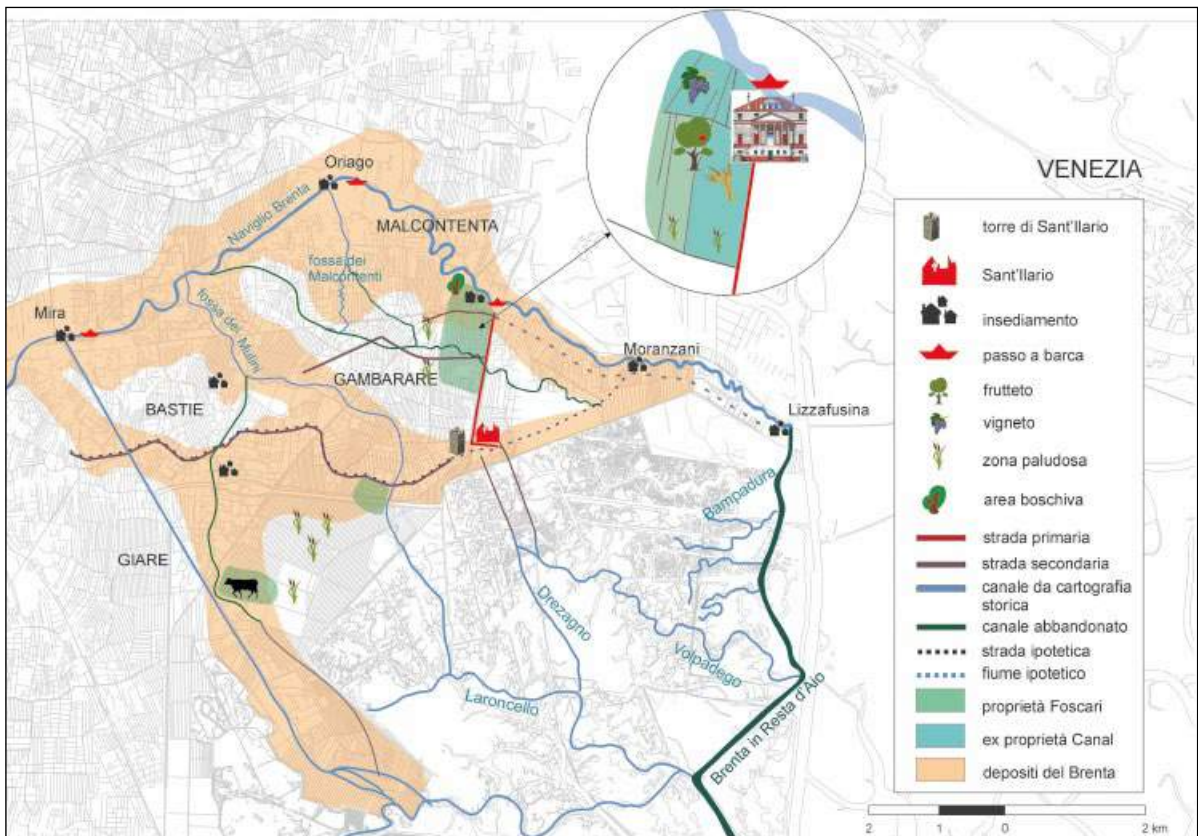 VENEZIA
Oriago
Naviglio Brenta
MALCONTENTA
fossa dei
Malcontenti
Mira
fossa dei Mulini
GAMBARARE
BASTIE
Moranzani
Lizzafusina
GIARE
Bampadura
Drezagno
Volpadego
Laroncello
Brenta in Resta d'Aio
torre di Sant'Ilario
Sant'Ilario
insediamento
passo a barca
frutteto
vigneto
zona paludosa
area boschiva
strada primaria
strada secondaria
canale da cartografia
storica
canale abbandonato
strada ipotetica
fiume ipotetico
proprietà Foscari
ex proprietà Canal
depositi del Brenta
2 1 0 2 km